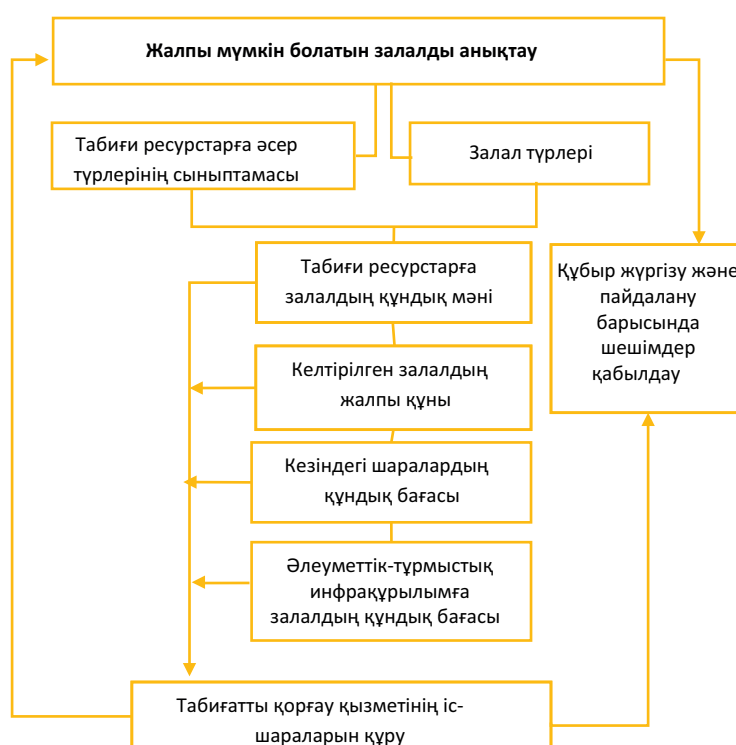 Жалпы мүмкін болатын залалды анықтау
Табиғи ресурстарға әсер
түрлерінің сыныптамасы
Залал түрлері
Табиғи ресурстарға
залалдың құндық мәні
Құбыр жүргізу және
пайдалану
барысында
шешімдер
қабылдау
Келтірілген залалдың
жалпы құны
Кезіндегі шаралардың
құндық бағасы
Әлеуметтік-тұрмыстық
инфрақұрылымға
залалдың құндық бағасы
Табиғатты қорғау қызметінің іс-
шараларын құру